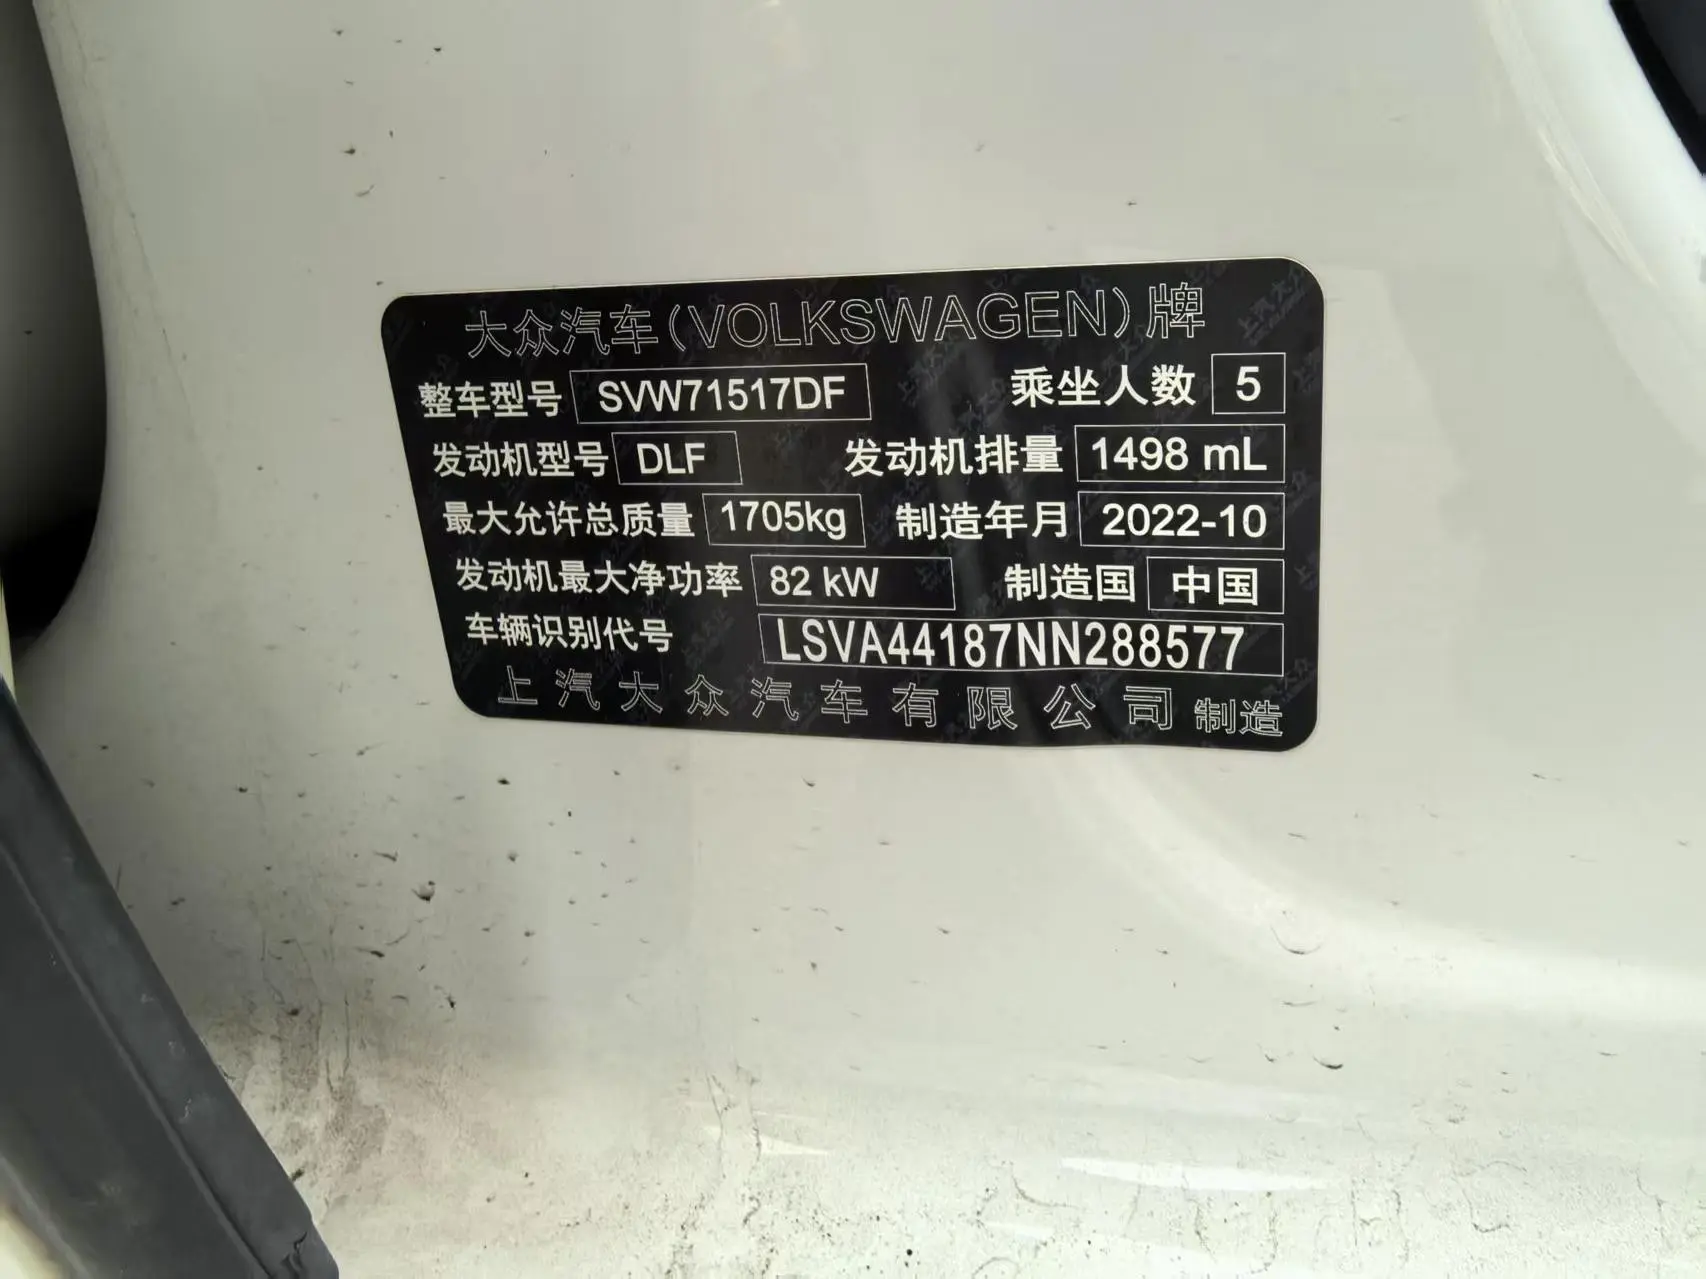 大众汽车(VOLKSWAGEN)牌
整车型号 SVW71517DF 乘坐人数 5
发动机型号 DLF 发动机排量 1498 mL
最大允许总质量 1705kg 制造年月 2022-10
发动机最大净功率 82 kW 制造国 中国
车辆识别代号 LSVA44187NN288577
上汽大众汽车有限公司 制造